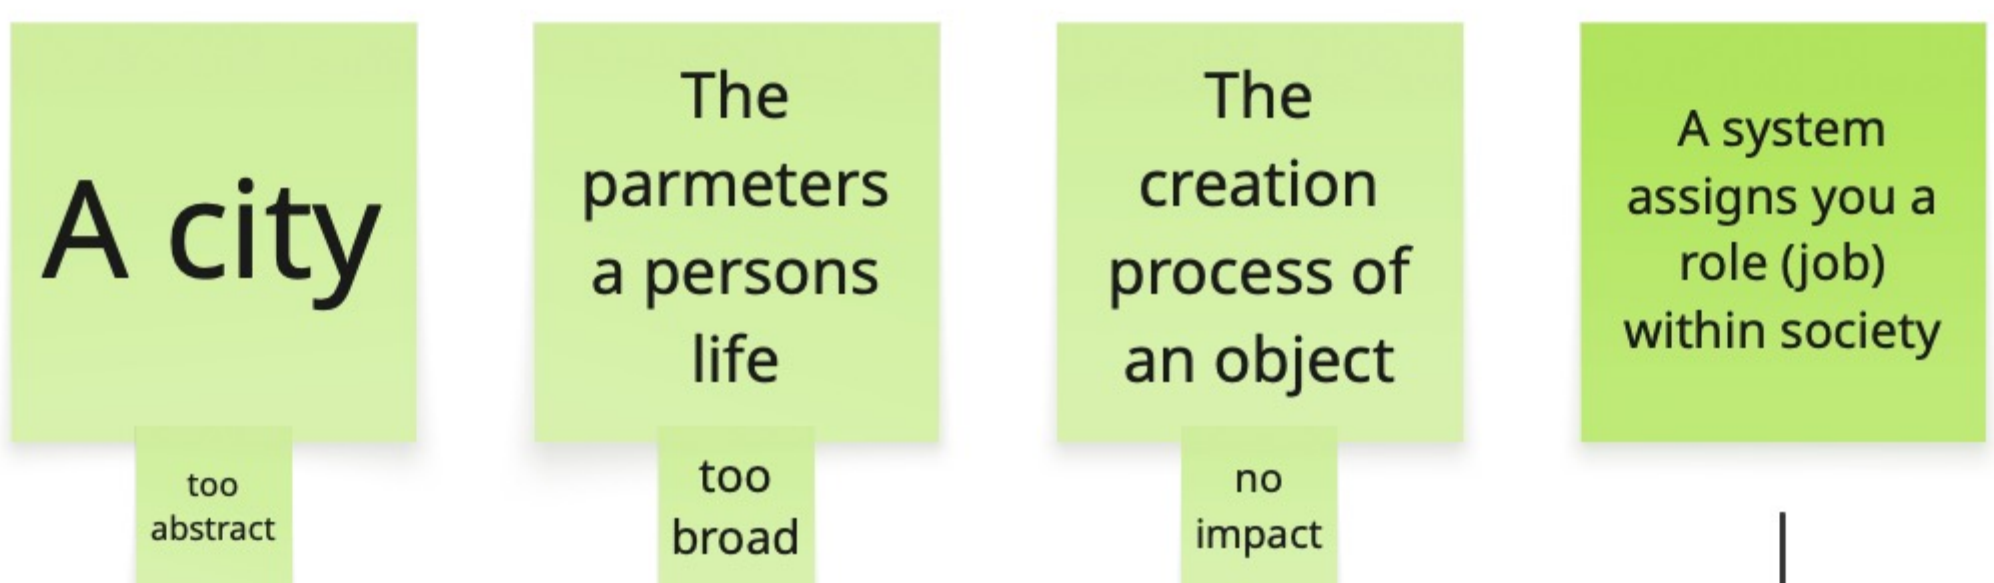 A city
The
parmeters
a persons
life
The
creation
process of
an object
A system
assigns you a
role (job)
within society
too
abstract
too
broad
no
impact